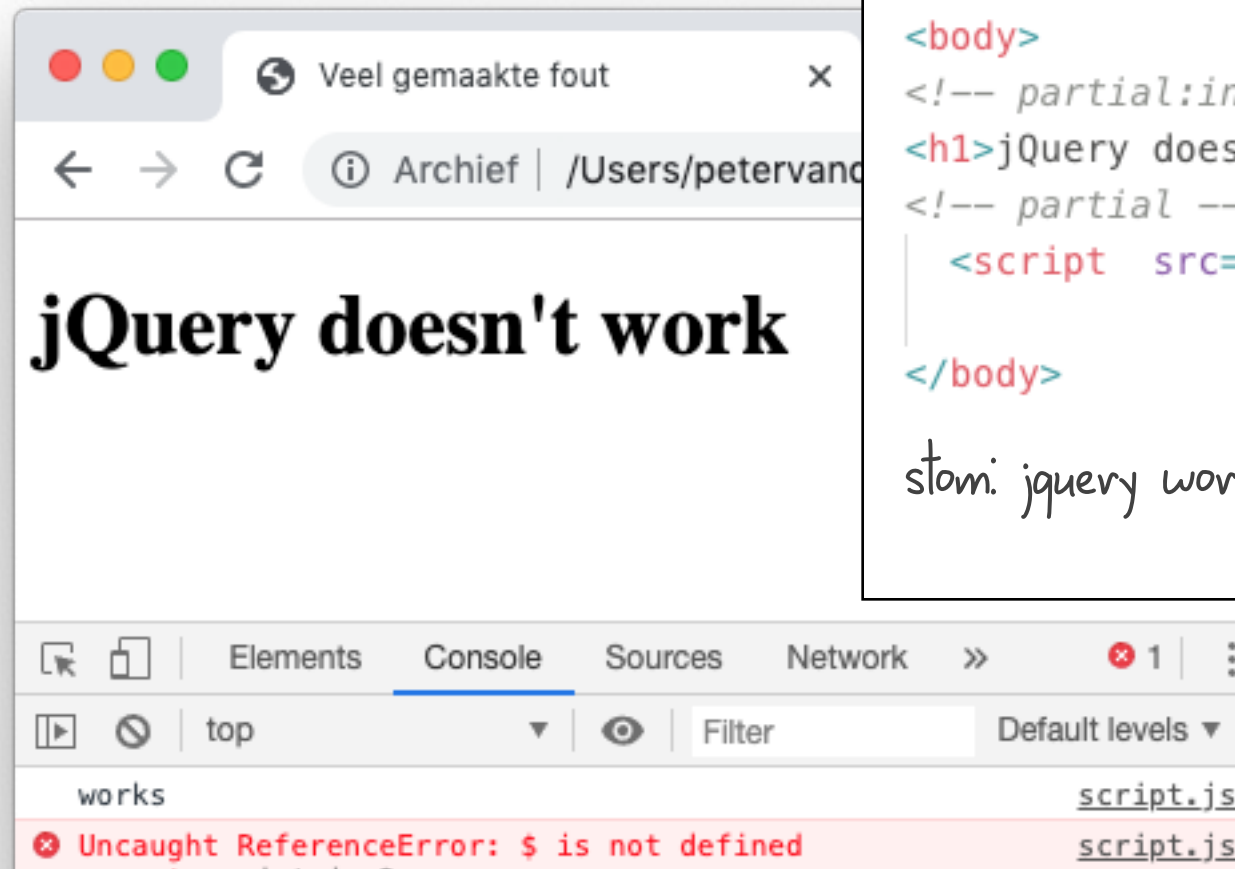 Veel gemaakte fout
Archief | /Users/petervand
jQuery doesn't work
<body>
<!-- partial:in
<h1>jQuery does
<!-- partial --
<script src=
</body>
stom: jquery wor
Elements Console Sources Network » 1
top Filter Default levels
works script.js
Uncaught ReferenceError: $ is not defined script.js